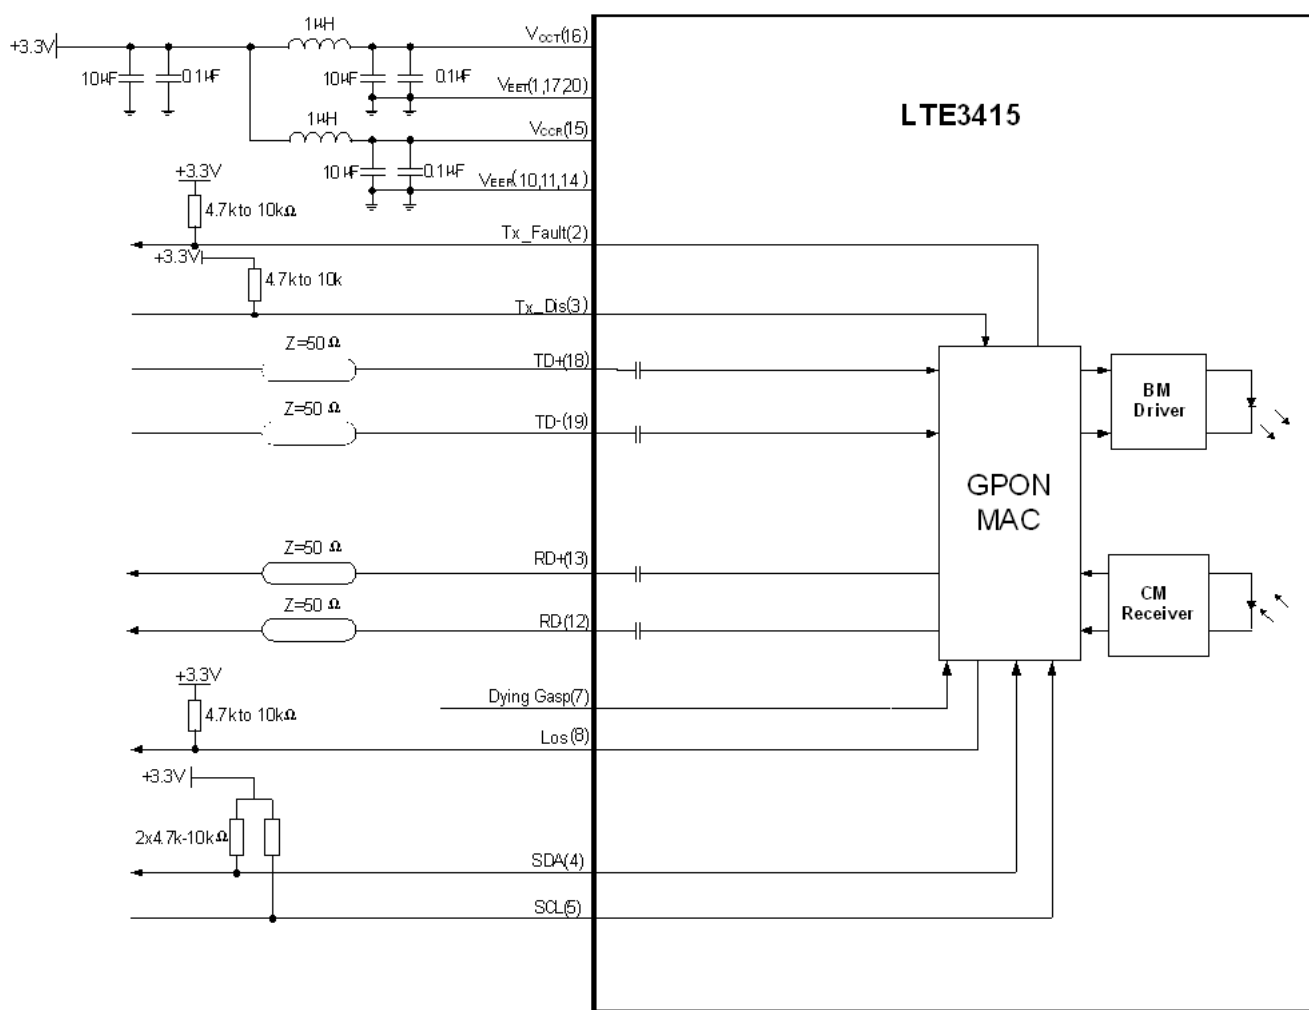 1μH
+3.3V
10μF
0.1μF
10μF
0.1μF
VCCT(16)
VEET(1,17,20)
1μH
VCCR(15)
10μF
0.1μF
VEER(10,11,14)
LTE3415
+3.3V
4.7k to 10kΩ
Tx_Fault(2)
+3.3V
4.7k to 10k
Tx_Dis(3)
Z=50 Ω
TD+(18)
Z=50 Ω
TD-(19)
BM
Driver
GPON
MAC
Z=50 Ω
RD+(13)
Z=50 Ω
RD-(12)
CM
Receiver
+3.3V
4.7k to 10kΩ
Dying Gasp(7)
Los(8)
+3.3V
2x4.7k-10kΩ
SDA(4)
SCL(5)